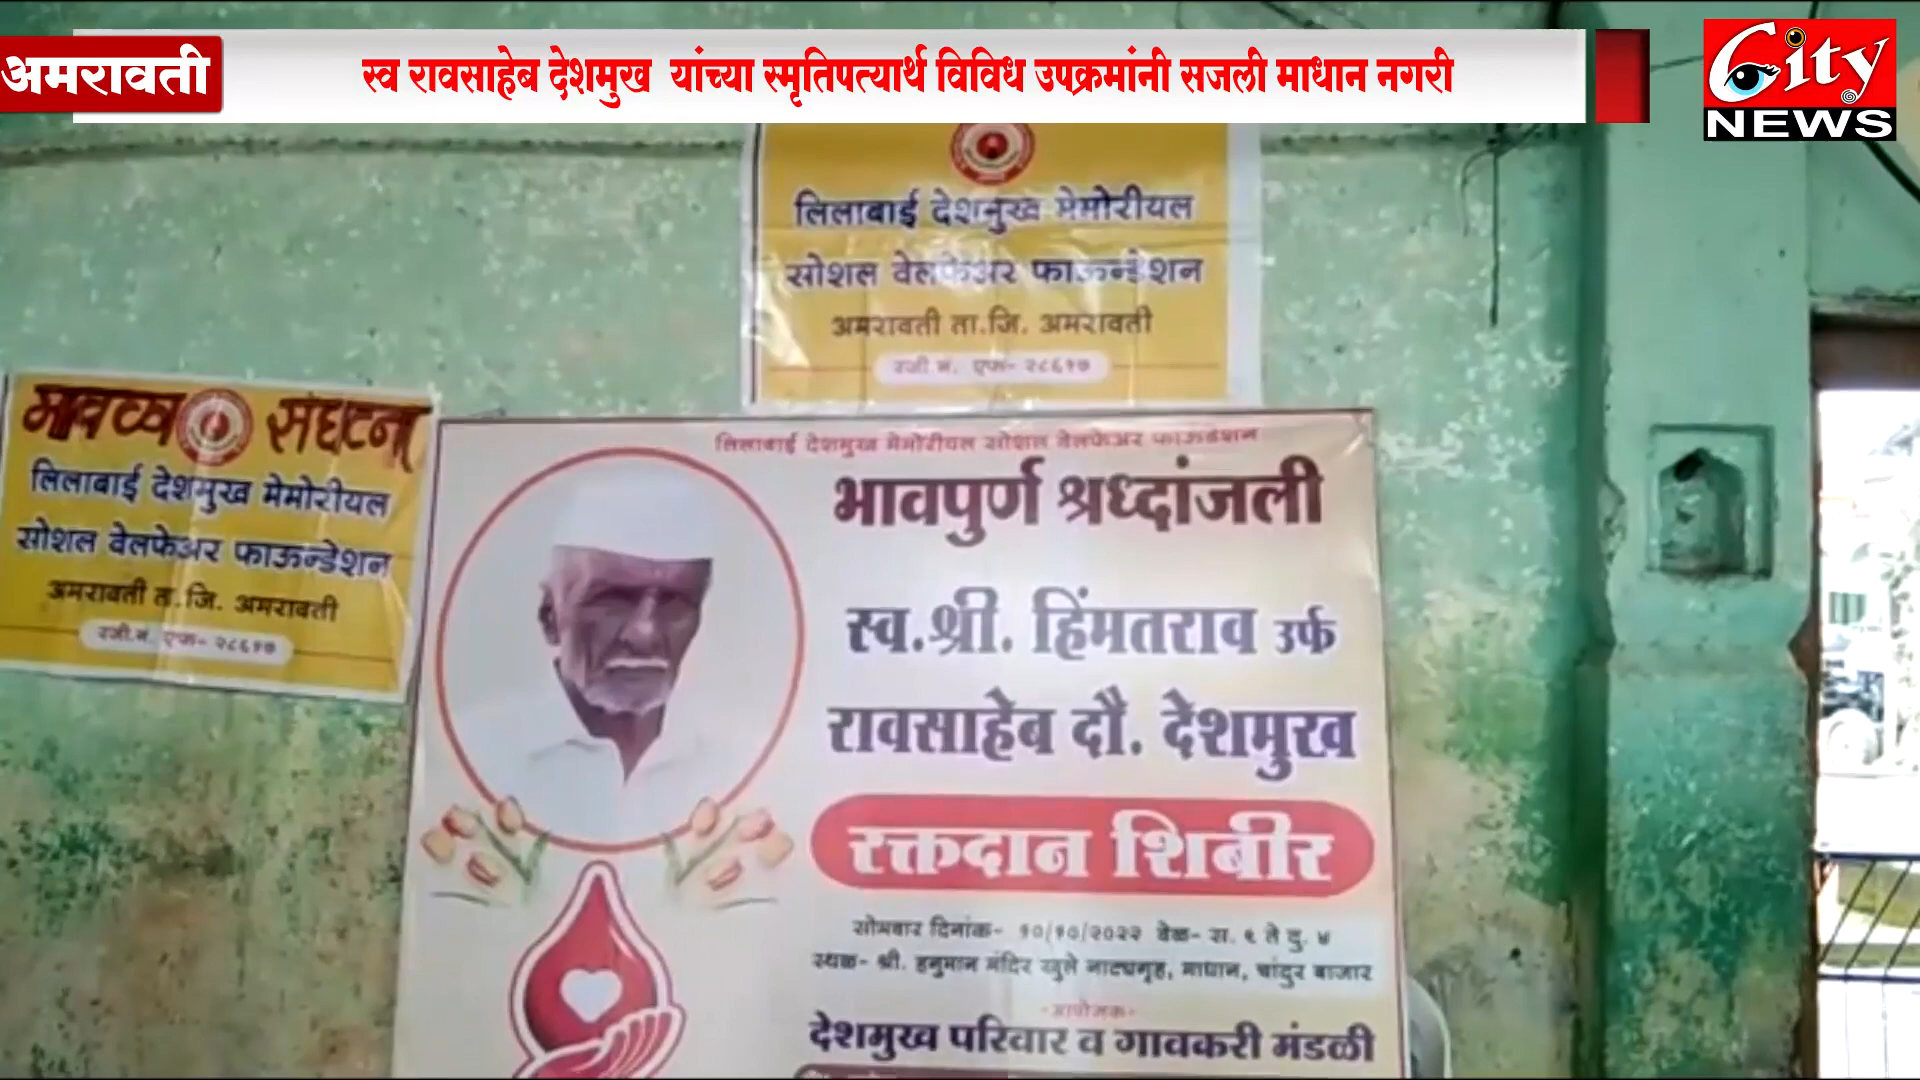 अमरावती
स्व रावसाहेब देशमुख यांच्या स्मृतिपत्यार्थ विविध उपक्रमांनी सजली माधान नगरी
City
NEWS
लिलाबाई देशमुख मेमोरीयल
सोशल वेलफेअर फाऊन्डेशन
अमरावती ता.जि. अमरावती
रजी.नं. एफ- २८६१७
संघटना
लिलाबाई देशमुख मेमोरीयल
सोशल वेलफेअर फाऊन्डेशन
अमरावती ता.जि. अमरावती
रजी.नं. एफ- २८६१७
लिलाबाई देशमुख मेमोरीयल सोशल वेलफेअर फाऊंडेशन
भावपुर्ण श्रध्दांजली
स्व.श्री. हिंमतराव उर्फ
रावसाहेब दौ. देशमुख
रक्तदान शिबीर
सोमवार दिनांक- १०/१०/२०२२ वेळ- स. ९ ते दु. ४
स्थळ- श्री. हनुमान मंदिर खुले नाट्यगृह, माधान, चांदुर बाजार
-आयोजक-
देशमुख परिवार व गावकरी मंडळी